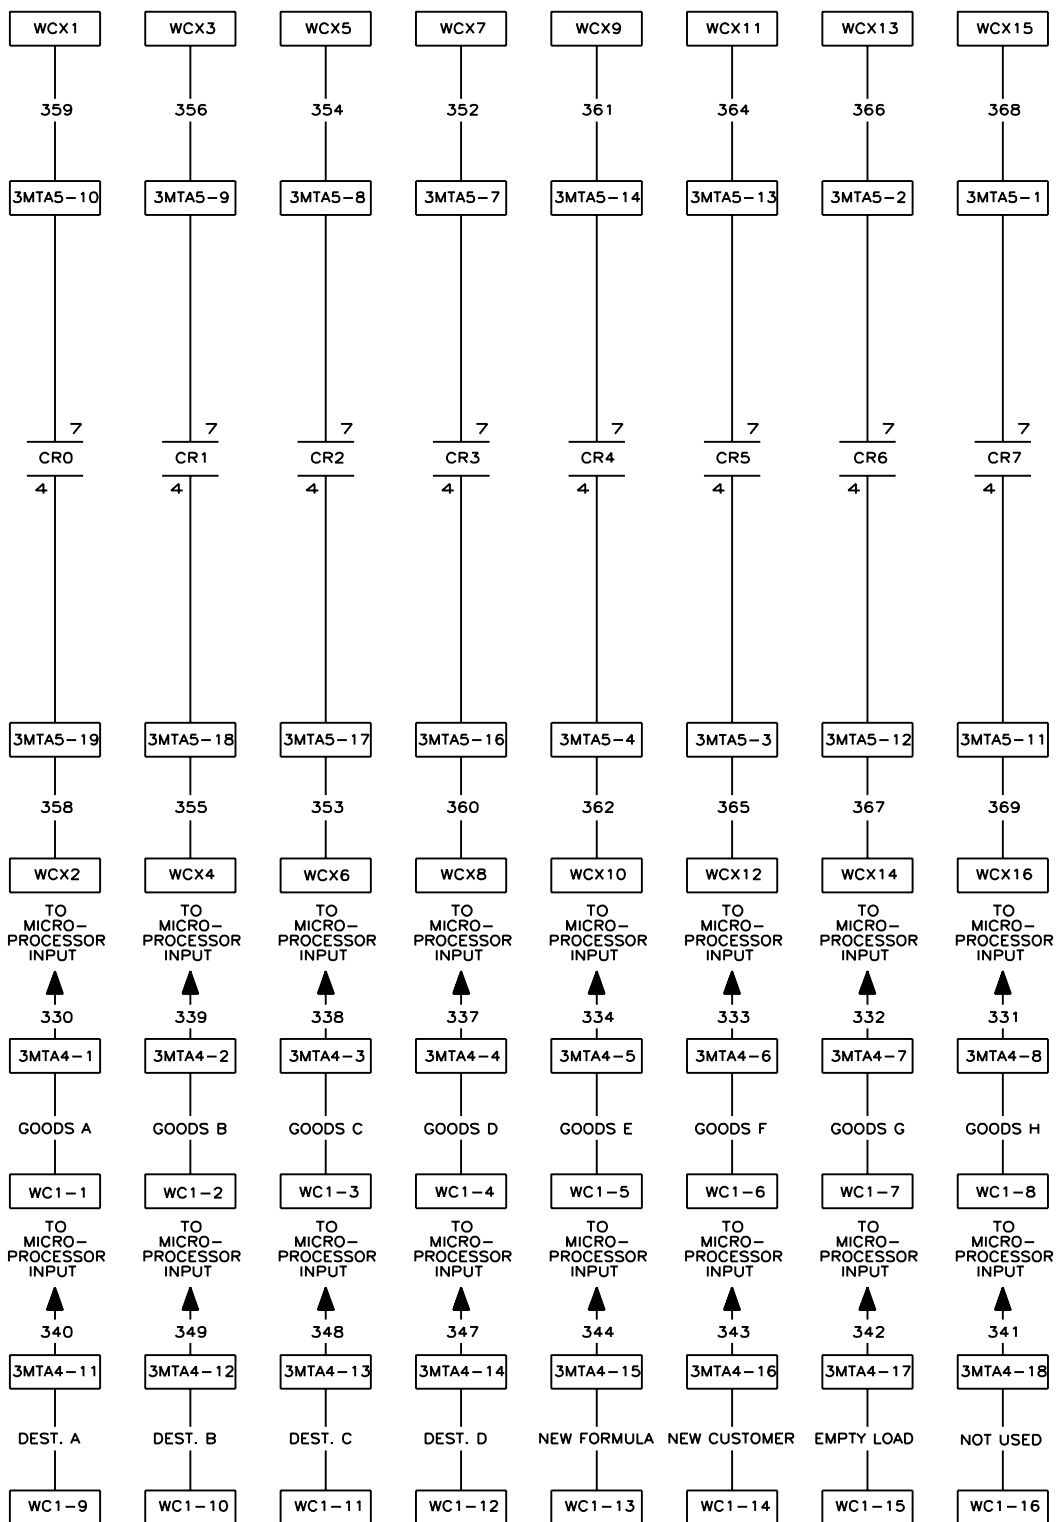 WCX1 WCX3 WCX5 WCX7 WCX9 WCX11 WCX13 WCX15
359 356 354 352 361 364 366 368
3MTA5-10 3MTA5-9 3MTA5-8 3MTA5-7 3MTA5-14 3MTA5-13 3MTA5-2 3MTA5-1
7 7 7 7 7 7 7 7
CR0 CR1 CR2 CR3 CR4 CR5 CR6 CR7
4 4 4 4 4 4 4 4
3MTA5-19 3MTA5-18 3MTA5-17 3MTA5-16 3MTA5-4 3MTA5-3 3MTA5-12 3MTA5-11
358 355 353 360 362 365 367 369
WCX2 WCX4 WCX6 WCX8 WCX10 WCX12 WCX14 WCX16
TO TO TO TO TO TO TO TO
MICRO- MICRO- MICRO- MICRO- MICRO- MICRO- MICRO- MICRO-
PROCESSOR PROCESSOR PROCESSOR PROCESSOR PROCESSOR PROCESSOR PROCESSOR PROCESSOR
INPUT INPUT INPUT INPUT INPUT INPUT INPUT INPUT
330 339 338 337 334 333 332 331
3MTA4-1 3MTA4-2 3MTA4-3 3MTA4-4 3MTA4-5 3MTA4-6 3MTA4-7 3MTA4-8
GOODS A GOODS B GOODS C GOODS D GOODS E GOODS F GOODS G GOODS H
WC1-1 WC1-2 WC1-3 WC1-4 WC1-5 WC1-6 WC1-7 WC1-8
TO TO TO TO TO TO TO TO
MICRO- MICRO- MICRO- MICRO- MICRO- MICRO- MICRO- MICRO-
PROCESSOR PROCESSOR PROCESSOR PROCESSOR PROCESSOR PROCESSOR PROCESSOR PROCESSOR
INPUT INPUT INPUT INPUT INPUT INPUT INPUT INPUT
340 349 348 347 344 343 342 341
3MTA4-11 3MTA4-12 3MTA4-13 3MTA4-14 3MTA4-15 3MTA4-16 3MTA4-17 3MTA4-18
DEST. A DEST. B DEST. C DEST. D NEW FORMULA NEW CUSTOMER EMPTY LOAD NOT USED
WC1-9 WC1-10 WC1-11 WC1-12 WC1-13 WC1-14 WC1-15 WC1-16